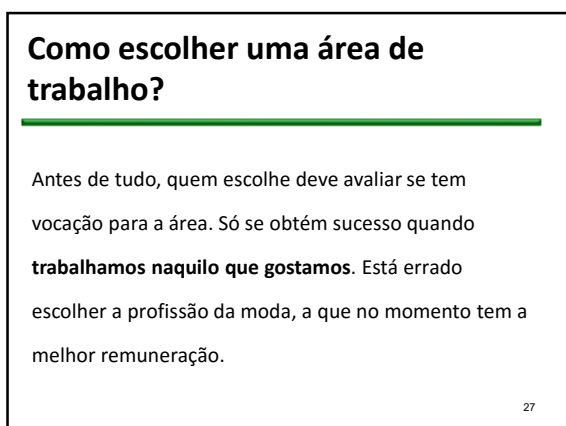 Como escolher uma área de
trabalho?
Antes de tudo, quem escolhe deve avaliar se tem
vocação para a área. Só se obtém sucesso quando
trabalhamos naquilo que gostamos. Está errado
escolher a profissão da moda, a que no momento tem a
melhor remuneração.
27